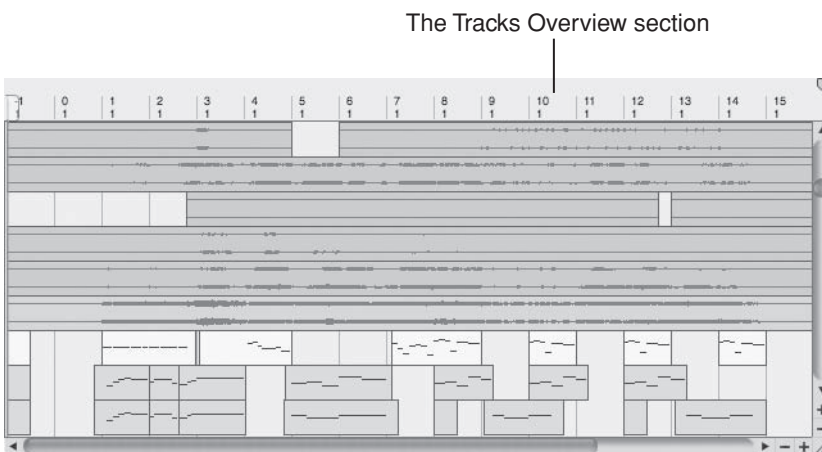 The Tracks Overview section
-1 0 1 2 3 4 5 6 7 8 9 10 11 12 13 14 15
1 1 1 1 1 1 1 1 1 1 1 1 1 1 1 1 1